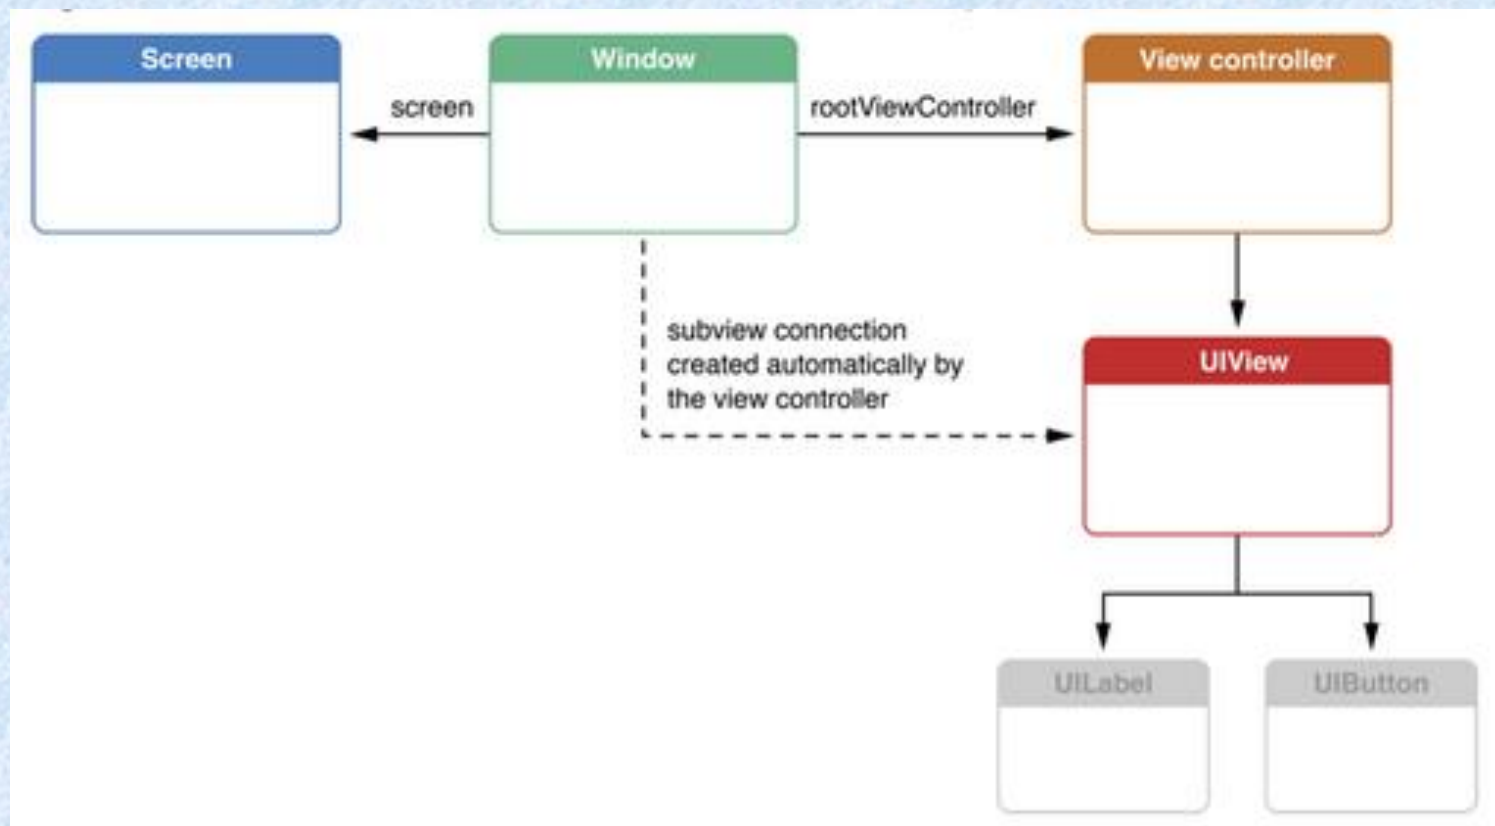 Screen
Window
View controller
screen
rootViewController
subview connection
created automatically by
the view controller
UIView
UILabel
UIButton